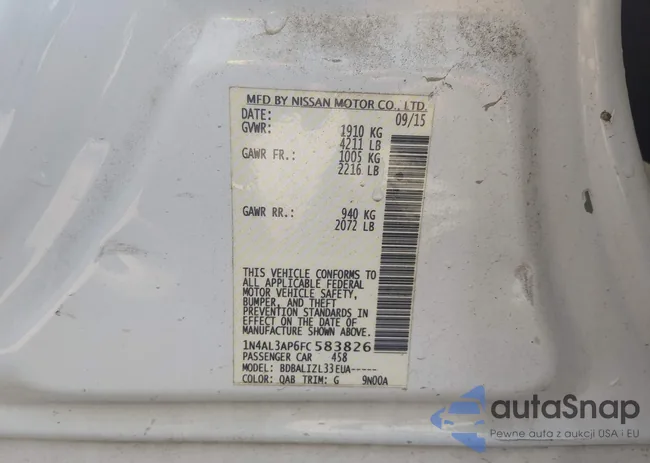 MFD BY NISSAN MOTOR CO., LTD.
DATE: 09/15
GVWR: 1910 KG
4211 LB
GAWR FR.: 1005 KG
2216 LB
GAWR RR.: 940 KG
2072 LB
THIS VEHICLE CONFORMS TO
ALL APPLICABLE FEDERAL
MOTOR VEHICLE SAFETY,
BUMPER, AND THEFT
PREVENTION STANDARDS
IN EFFECT ON THE DATE OF
MANUFACTURE SHOWN ABOVE.
1N4AL3AP6FC583826
PASSENGER CAR 458
MODEL: BDBALIZL33EUA-----
COLOR: QAB TRIM: G 9N00A
autaSnap
Pewne auta z aukcji USA i EU